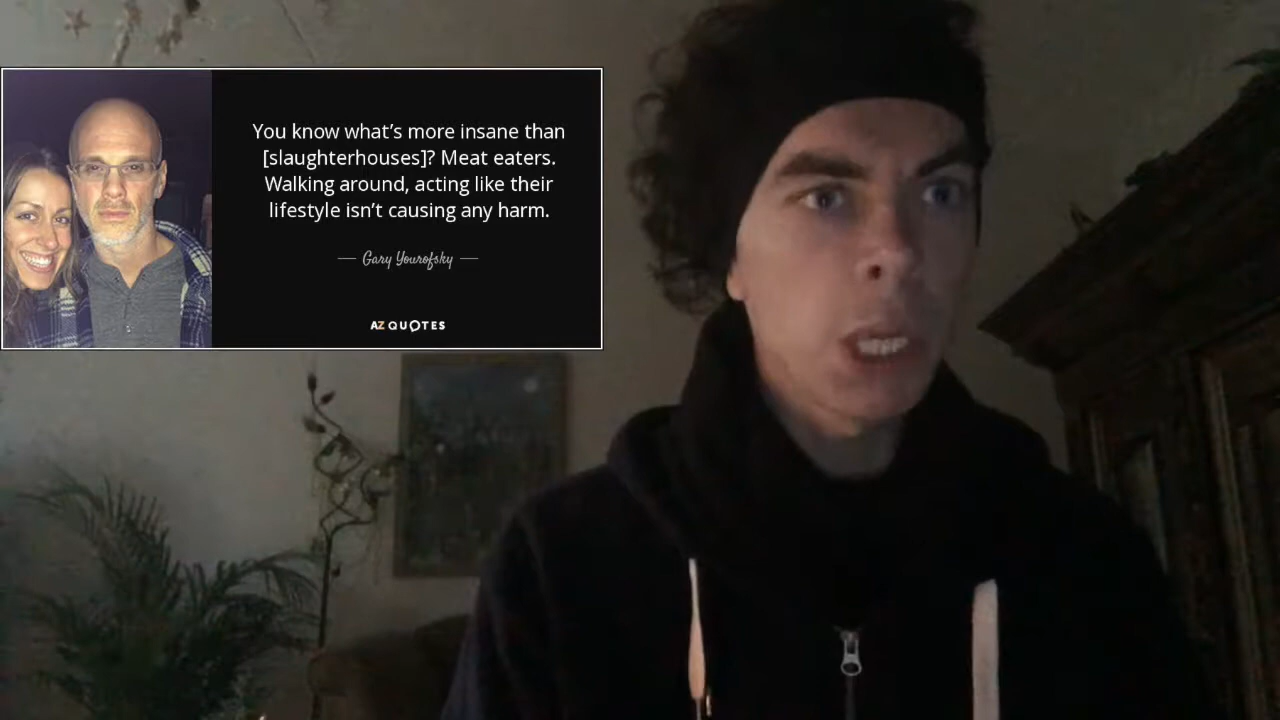 You know what's more insane than
[slaughterhouses]? Meat eaters.
Walking around, acting like their
lifestyle isn't causing any harm.
— Gary Yourofsky —
AZ QUOTES